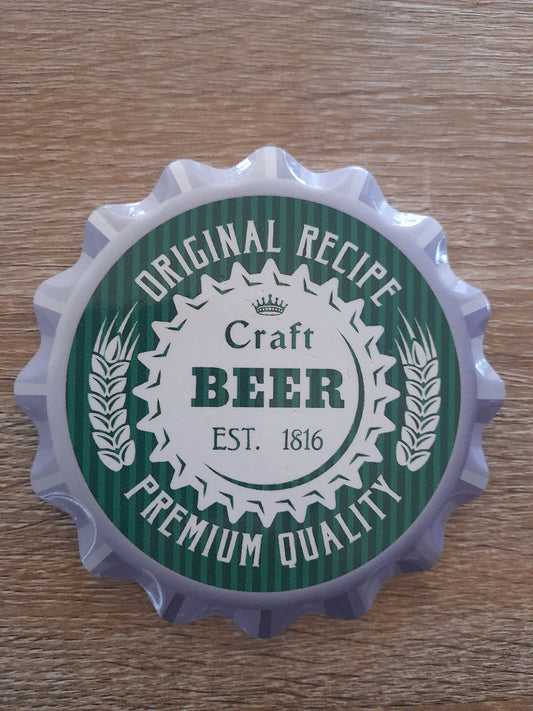 ORIGINAL RECIPE
Craft
BEER
EST. 1816
PREMIUM QUALITY